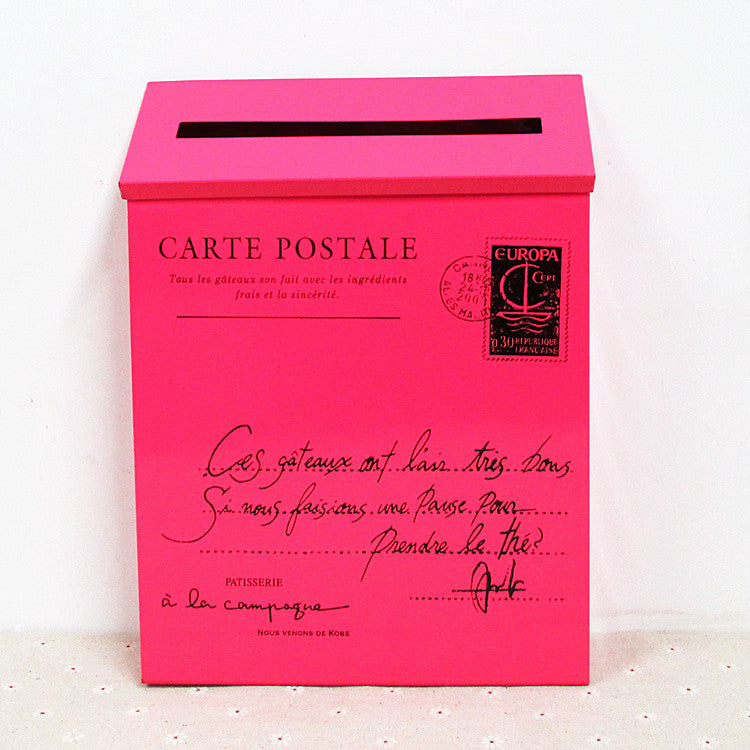 CARTE POSTALE
Tous les gâteaux son fait avec les ingrédients
frais et la sincérité.
EUROPA
CEPT
0.30 REPUBLIQUE
FRANÇAISE
Ces gâteaux ont l'air très bons
Si nous faisions une Pause Pour
Prendre le thé?
PATISSERIE
à la campagne
NOUS VENONS DE KOBE